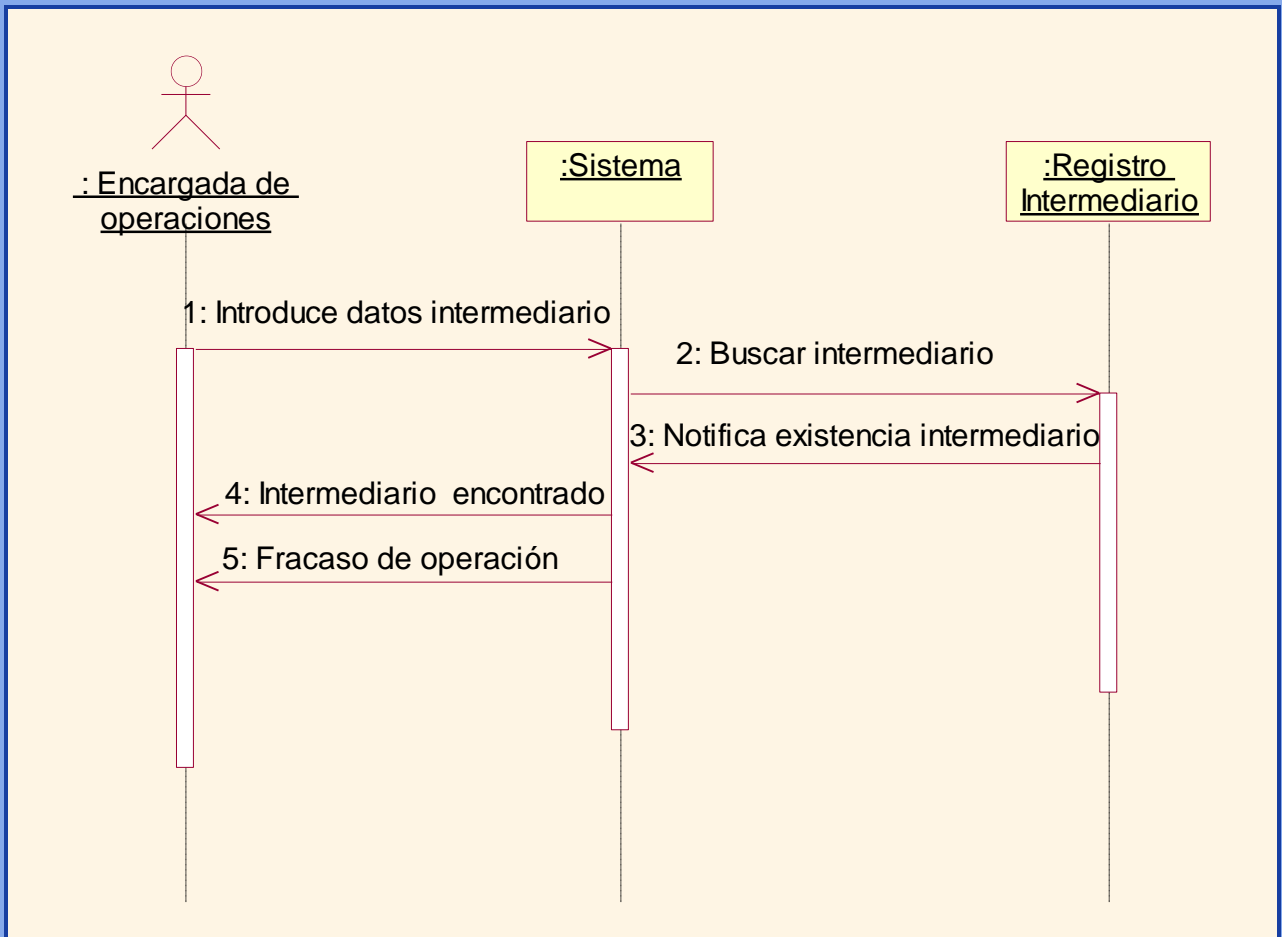 : Encargada de
operaciones
:Sistema
:Registro
Intermediario
1: Introduce datos intermediario
2: Buscar intermediario
3: Notifica existencia intermediario
4: Intermediario encontrado
5: Fracaso de operación